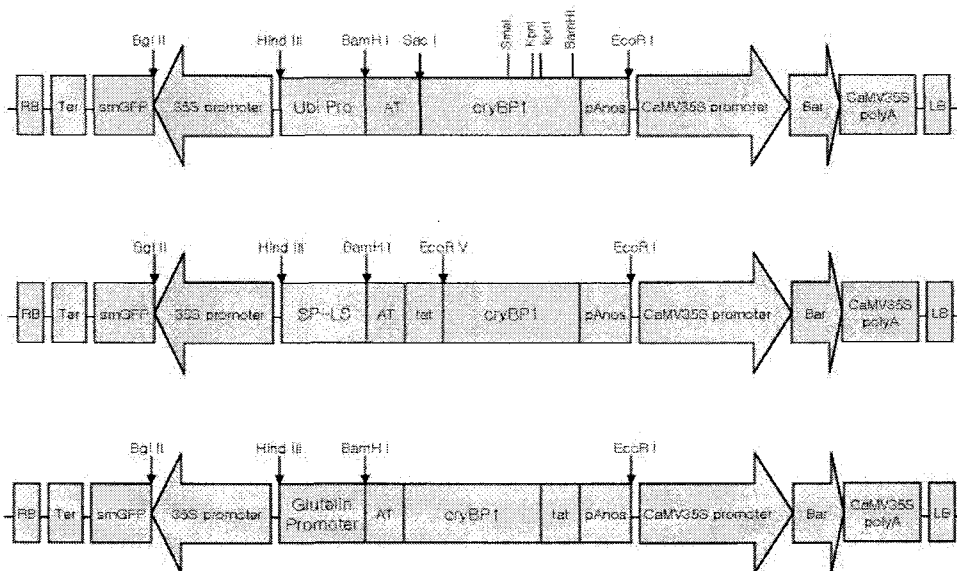 Bgl II Hind III BamH I Sac I SmaI KpnI kpnI BamHI EcoR I
RB Ter smGFP 35S promoter Ubi Pro AT cryBP1 pAnos CaMV35S promoter Bar CaMV35S polyA LB
Bgl II Hind III BamH I EcoR V EcoR I
RB Ter smGFP 35S promoter SP-LS AT tat cryBP1 pAnos CaMV35S promoter Bar CaMV35S polyA LB
Bgl II Hind III BamH I EcoR I
RB Ter smGFP 35S promoter Glutelin Promoter AT cryBP1 tat pAnos CaMV35S promoter Bar CaMV35S polyA LB